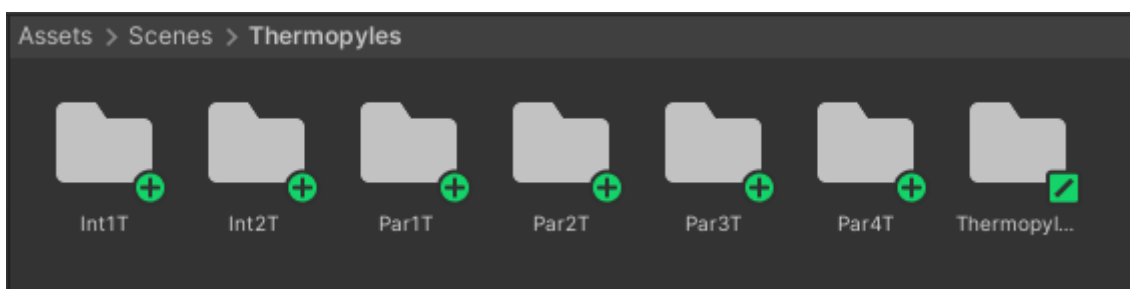 Assets > Scenes > Thermopyles
Int1T Int2T Par1T Par2T Par3T Par4T Thermopyl...